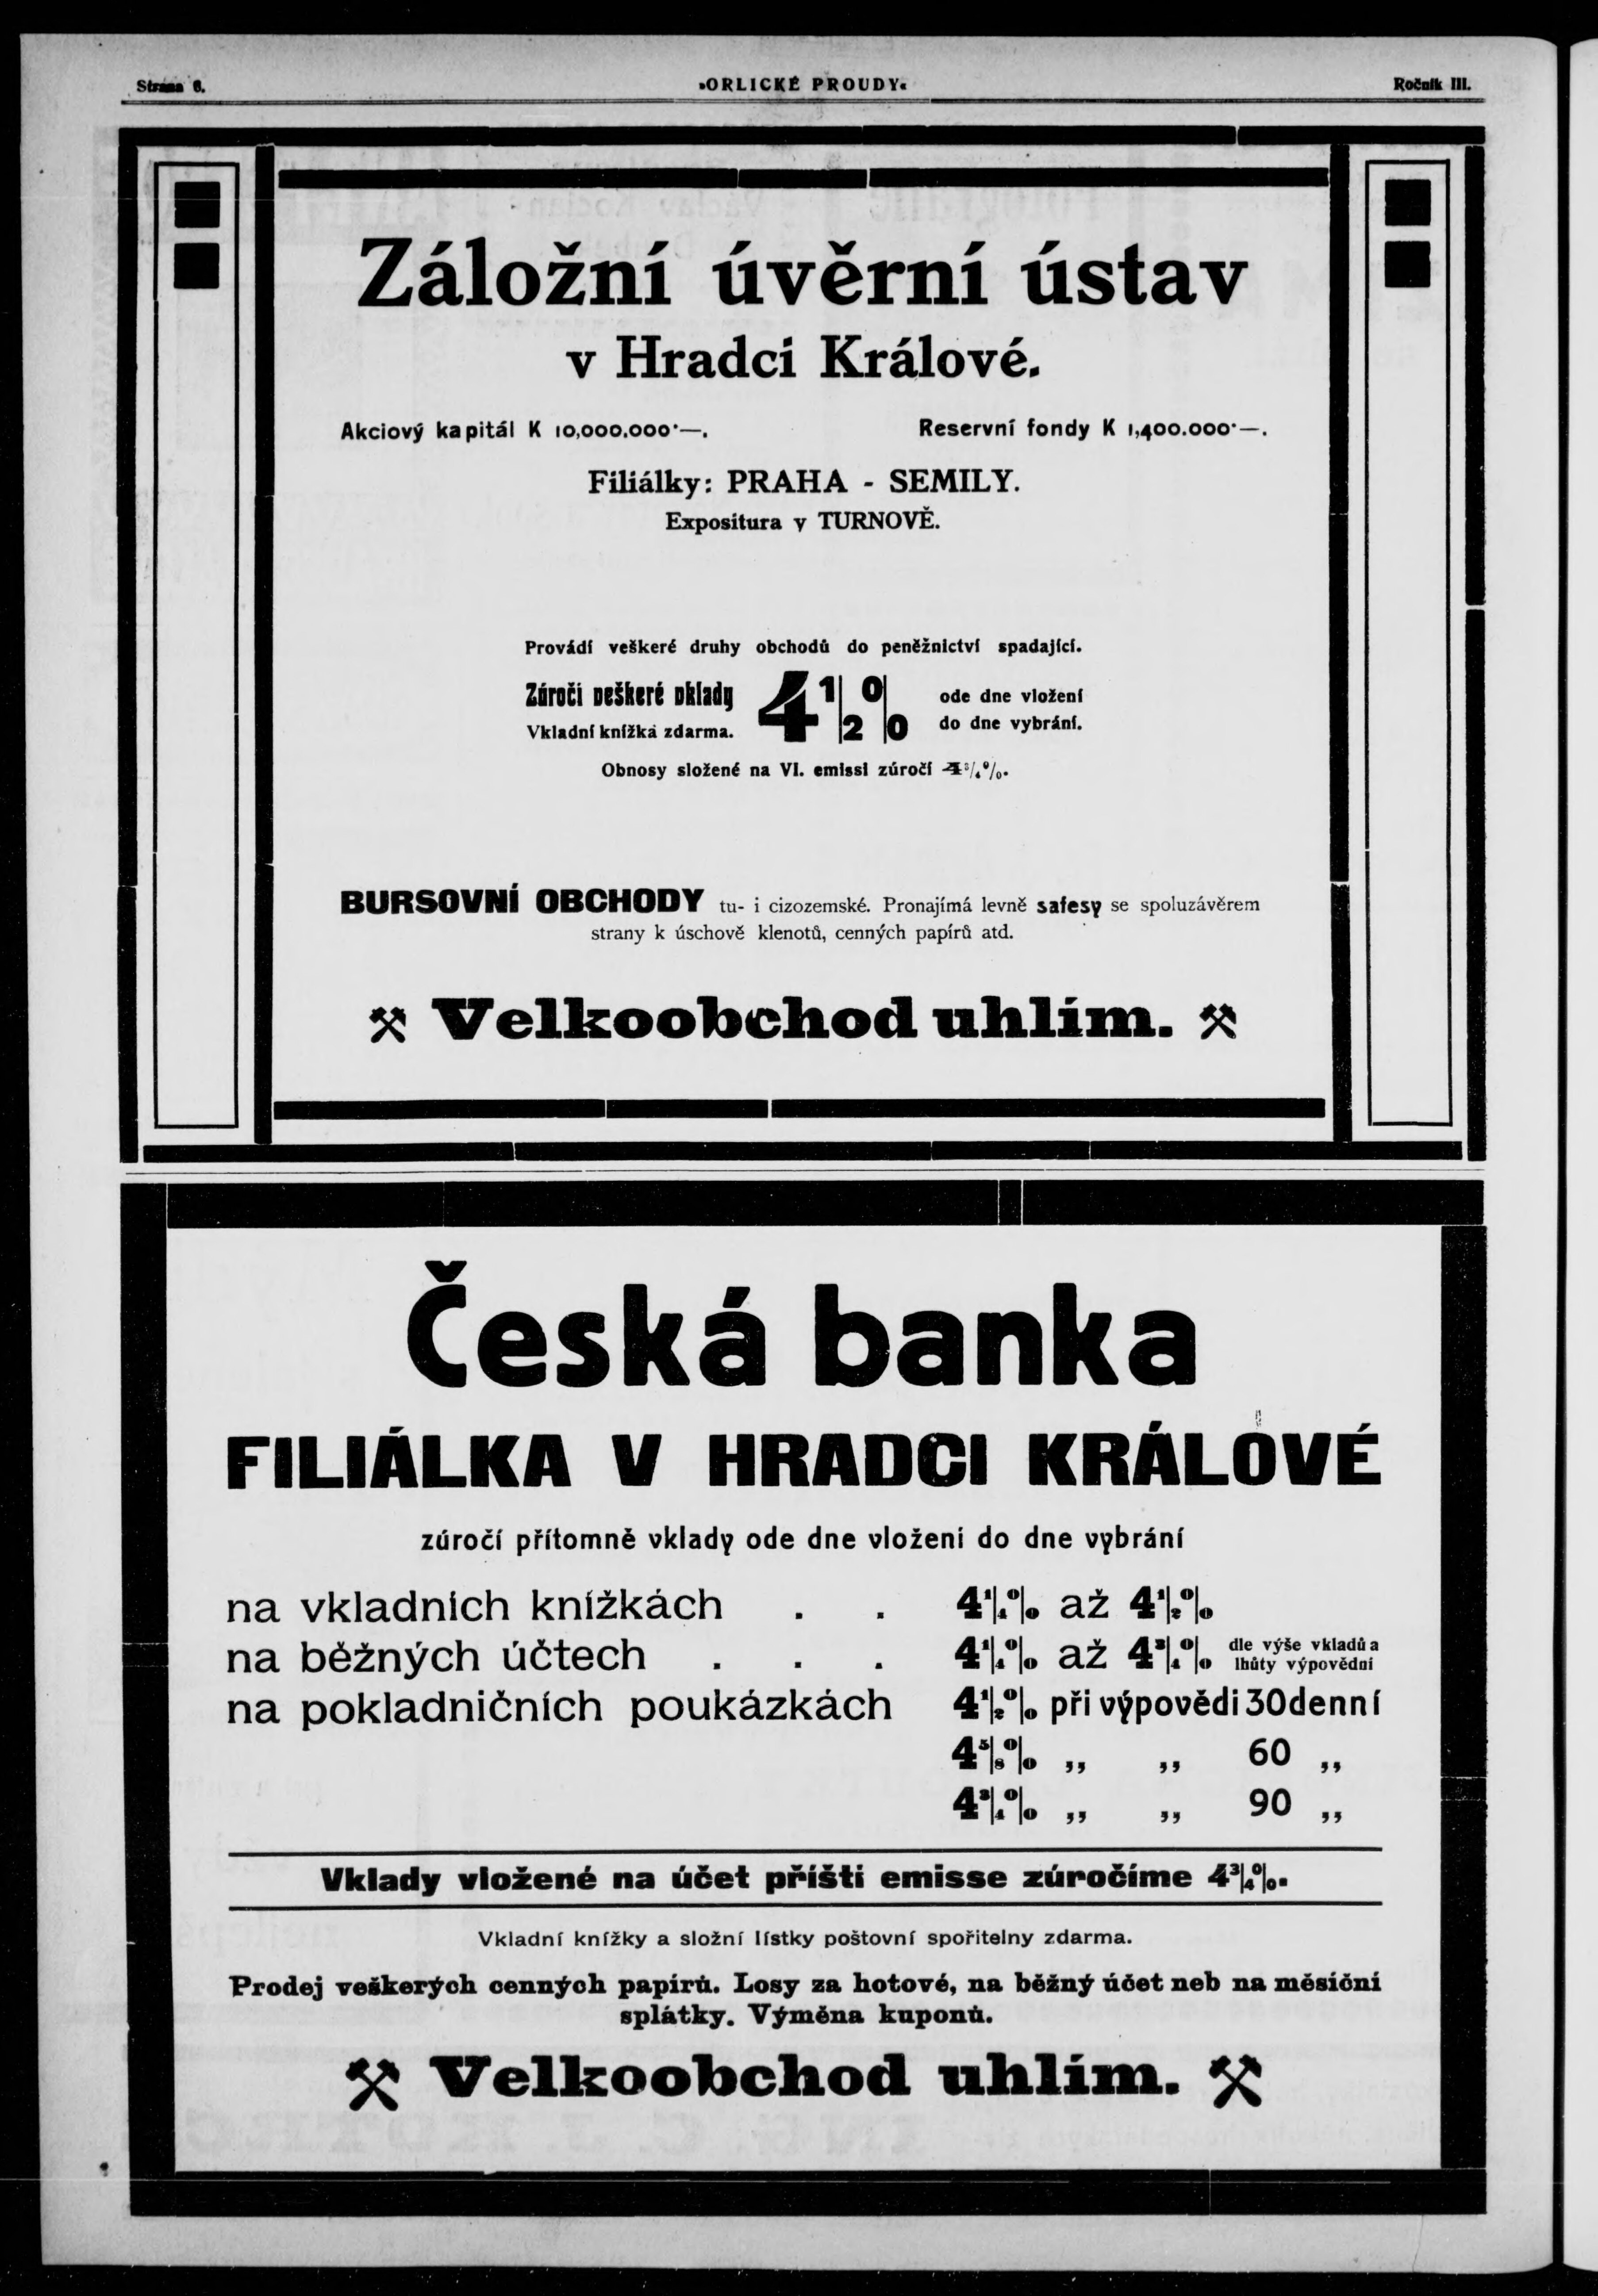 Strana 6.
»ORLICKÉ PROUDY«
Ročník III.
Záložní úvěrní ústav
v Hradci Králové.
Akciový kapitál K 10,000.000·—. Reservní fondy K 1,400.000·—.
Filiálky: PRAHA - SEMILY.
Expositura v TURNOVĚ.
Provádí veškeré druhy obchodů do peněžnictví spadající.
Zúročí veškeré vklady 4 1/2 % ode dne vložení
Vkladní knížka zdarma. do dne vybrání.
Obnosy složené na VI. emissi zúročí 4 3/4 %.
BURSOVNÍ OBCHODY tu- i cizozemské. Pronajímá levně safesy se spoluzávěrem
strany k úschově klenotů, cenných papírů atd.
⚒ Velkoobchod uhlím. ⚒
Česká banka
FILIÁLKA V HRADCI KRÁLOVÉ
zúročí přítomně vklady ode dne vložení do dne vybrání
na vkladních knížkách . . 4 1/4 % až 4 1/2 %
na běžných účtech . . . 4 1/4 % až 4 3/4 % dle výše vkladů a
lhůty výpovědní
na pokladničních poukázkách 4 1/2 % při výpovědi 30denní
4 5/8 % „ „ 60 „
4 3/4 % „ „ 90 „
Vklady vložené na účet příští emisse zúročíme 4 3/4 %.
Vkladní knížky a složní lístky poštovní spořitelny zdarma.
Prodej veškerých cenných papírů. Losy za hotové, na běžný účet neb na měsíční
splátky. Výměna kuponů.
⚒ Velkoobchod uhlím. ⚒